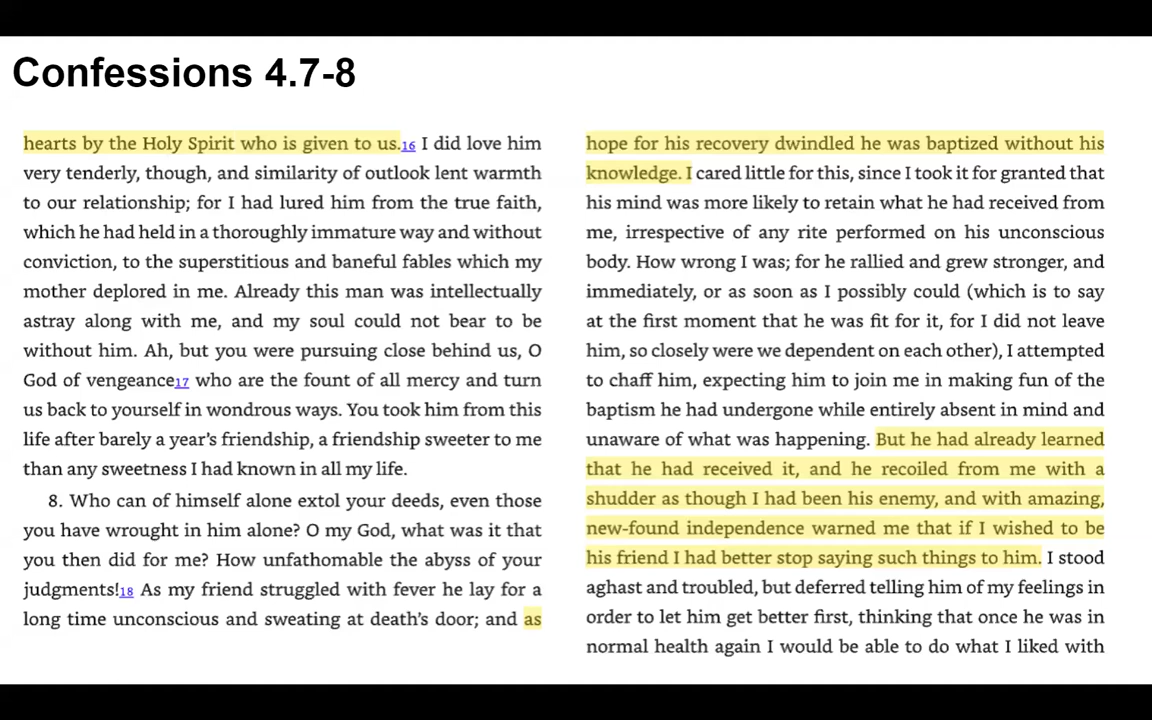 Confessions 4.7-8
hearts by the Holy Spirit who is given to us.16 I did love him
very tenderly, though, and similarity of outlook lent warmth
to our relationship; for I had lured him from the true faith,
which he had held in a thoroughly immature way and without
conviction, to the superstitious and baneful fables which my
mother deplored in me. Already this man was intellectually
astray along with me, and my soul could not bear to be
without him. Ah, but you were pursuing close behind us, O
God of vengeance17 who are the fount of all mercy and turn
us back to yourself in wondrous ways. You took him from this
life after barely a year's friendship, a friendship sweeter to me
than any sweetness I had known in all my life.
8. Who can of himself alone extol your deeds, even those
you have wrought in him alone? O my God, what was it that
you then did for me? How unfathomable the abyss of your
judgments!18 As my friend struggled with fever he lay for a
long time unconscious and sweating at death's door; and as
hope for his recovery dwindled he was baptized without his
knowledge. I cared little for this, since I took it for granted that
his mind was more likely to retain what he had received from
me, irrespective of any rite performed on his unconscious
body. How wrong I was; for he rallied and grew stronger, and
immediately, or as soon as I possibly could (which is to say
at the first moment that he was fit for it, for I did not leave
him, so closely were we dependent on each other), I attempted
to chaff him, expecting him to join me in making fun of the
baptism he had undergone while entirely absent in mind and
unaware of what was happening. But he had already learned
that he had received it, and he recoiled from me with a
shudder as though I had been his enemy, and with amazing,
new-found independence warned me that if I wished to be
his friend I had better stop saying such things to him. I stood
aghast and troubled, but deferred telling him of my feelings in
order to let him get better first, thinking that once he was in
normal health again I would be able to do what I liked with